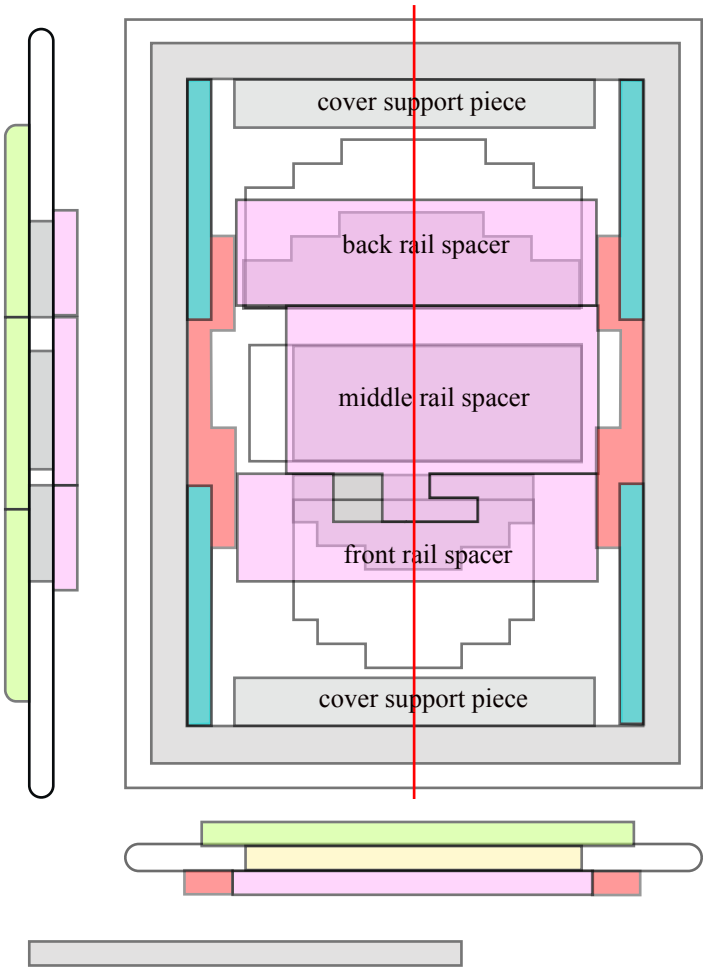 cover support piece
back rail spacer
middle rail spacer
front rail spacer
cover support piece